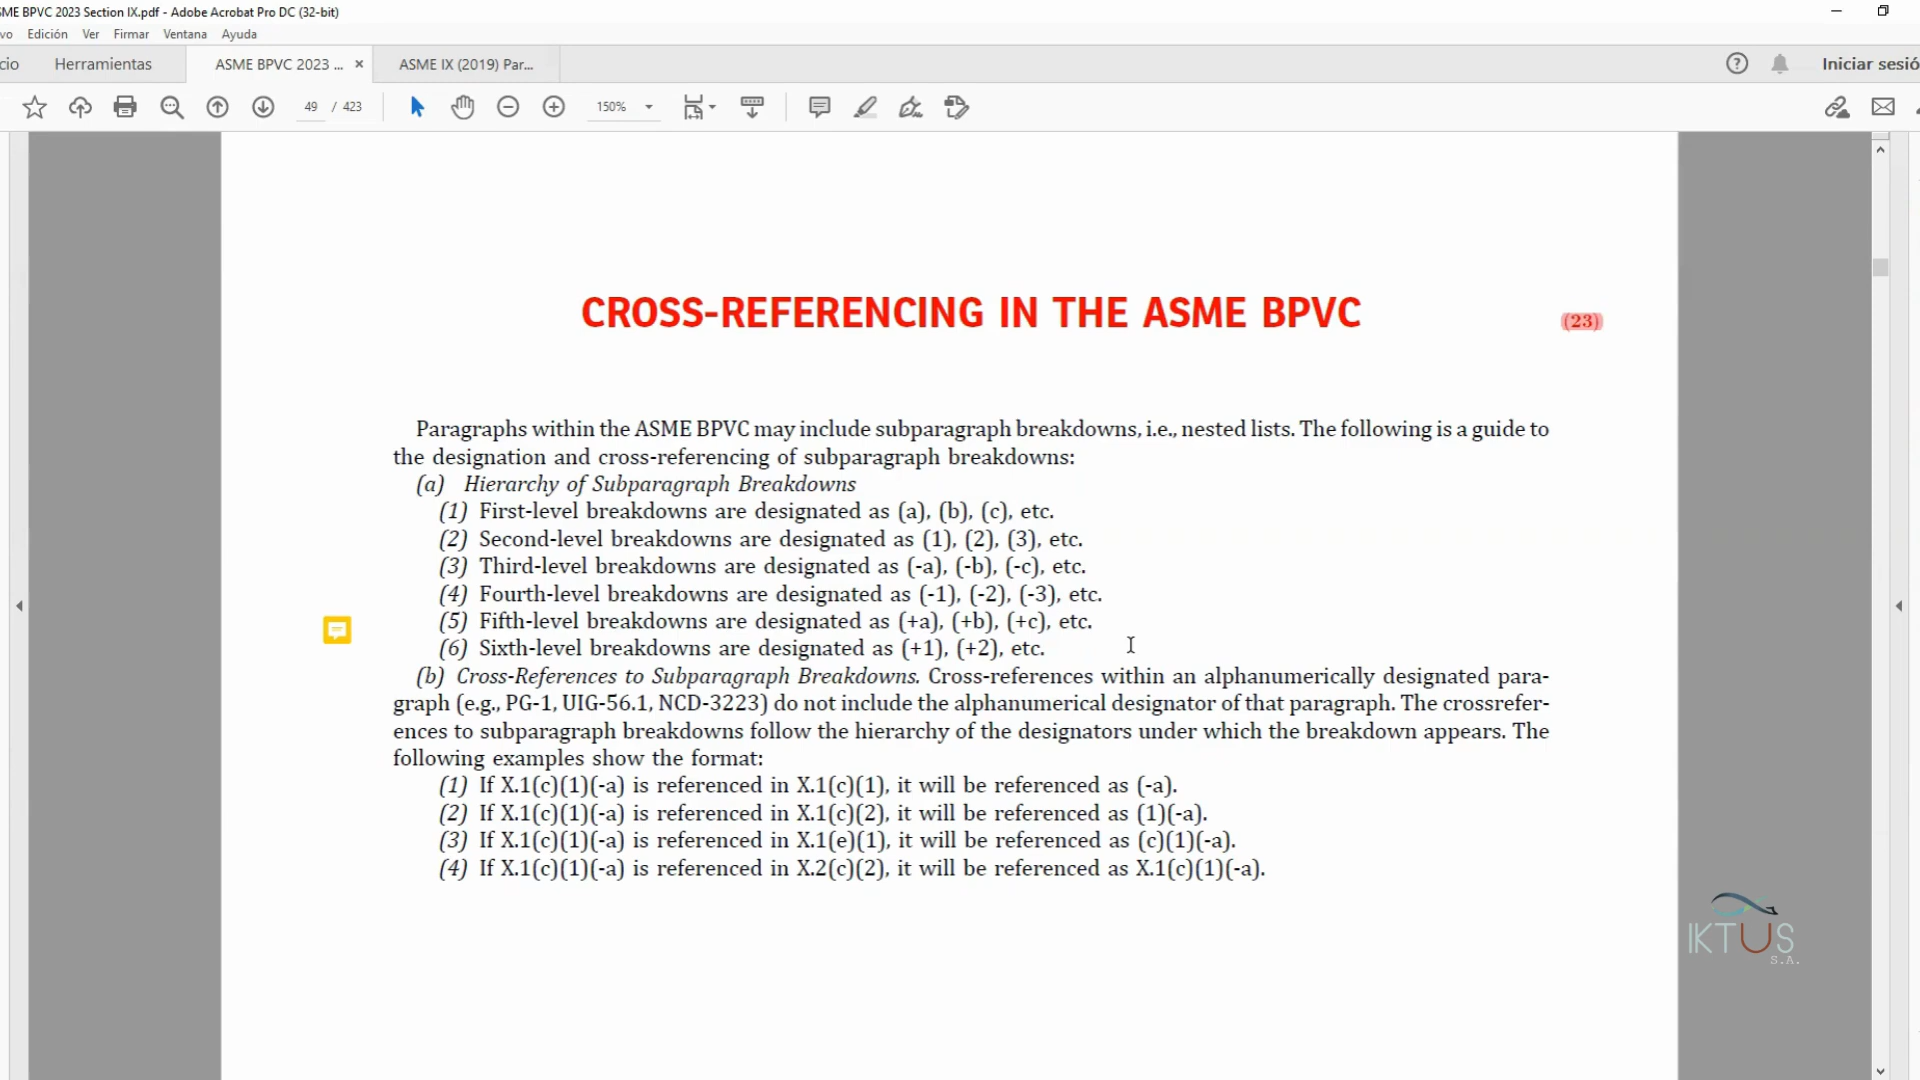 SME BPVC 2023 Section IX.pdf - Adobe Acrobat Pro DC (32-bit)
vo Edición Ver Firmar Ventana Ayuda
cio Herramientas ASME BPVC 2023 ... × ASME IX (2019) Par... Iniciar sesió
49 / 423 150%
CROSS-REFERENCING IN THE ASME BPVC
(23)
Paragraphs within the ASME BPVC may include subparagraph breakdowns, i.e., nested lists. The following is a guide to
the designation and cross-referencing of subparagraph breakdowns:
(a) Hierarchy of Subparagraph Breakdowns
(1) First-level breakdowns are designated as (a), (b), (c), etc.
(2) Second-level breakdowns are designated as (1), (2), (3), etc.
(3) Third-level breakdowns are designated as (-a), (-b), (-c), etc.
(4) Fourth-level breakdowns are designated as (-1), (-2), (-3), etc.
(5) Fifth-level breakdowns are designated as (+a), (+b), (+c), etc.
(6) Sixth-level breakdowns are designated as (+1), (+2), etc.
(b) Cross-References to Subparagraph Breakdowns. Cross-references within an alphanumerically designated para-
graph (e.g., PG-1, UIG-56.1, NCD-3223) do not include the alphanumerical designator of that paragraph. The crossrefer-
ences to subparagraph breakdowns follow the hierarchy of the designators under which the breakdown appears. The
following examples show the format:
(1) If X.1(c)(1)(-a) is referenced in X.1(c)(1), it will be referenced as (-a).
(2) If X.1(c)(1)(-a) is referenced in X.1(c)(2), it will be referenced as (1)(-a).
(3) If X.1(c)(1)(-a) is referenced in X.1(e)(1), it will be referenced as (c)(1)(-a).
(4) If X.1(c)(1)(-a) is referenced in X.2(c)(2), it will be referenced as X.1(c)(1)(-a).
IKTUS
S.A.